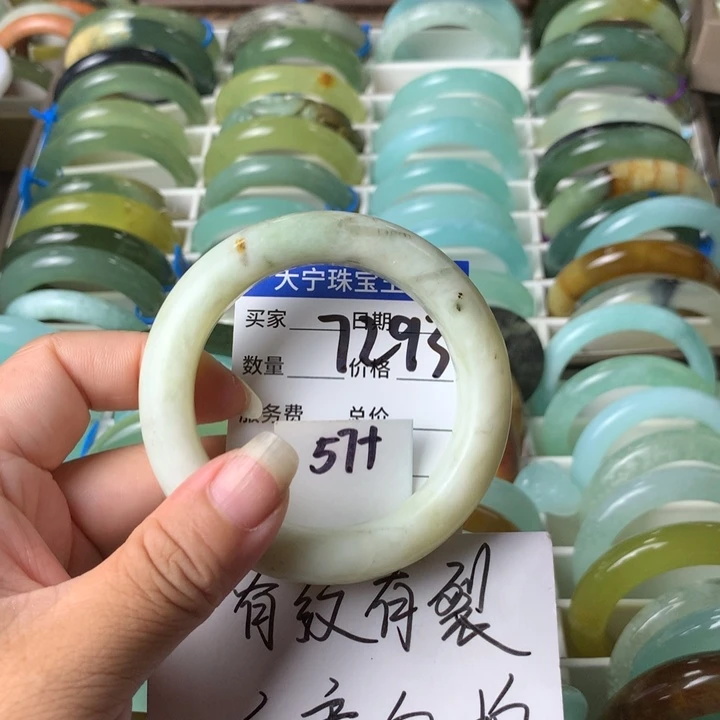 大宁珠宝
买家 日期
7293
数量 价格
服务费 总价
57+
有纹有裂